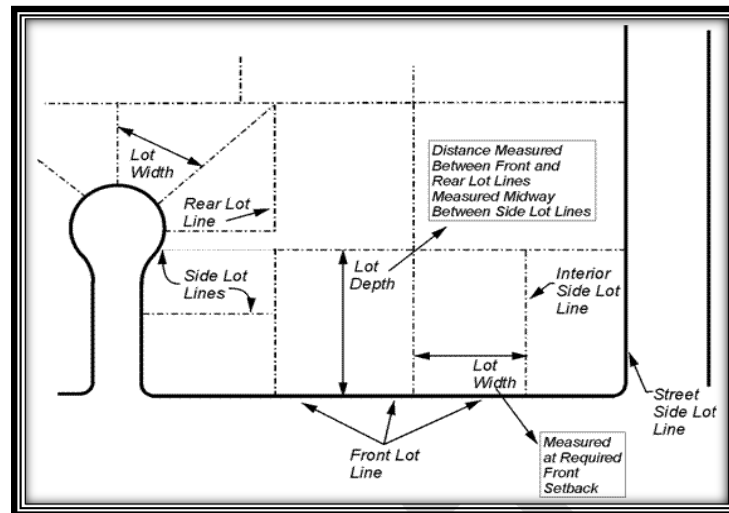 Lot
Width
Distance Measured
Between Front and
Rear Lot Lines
Measured Midway
Between Side Lot Lines
Rear Lot
Line
Side Lot
Lines
Lot
Depth
Interior
Side Lot
Line
Lot
Width
Street
Side Lot
Line
Front Lot
Line
Measured
at Required
Front
Setback